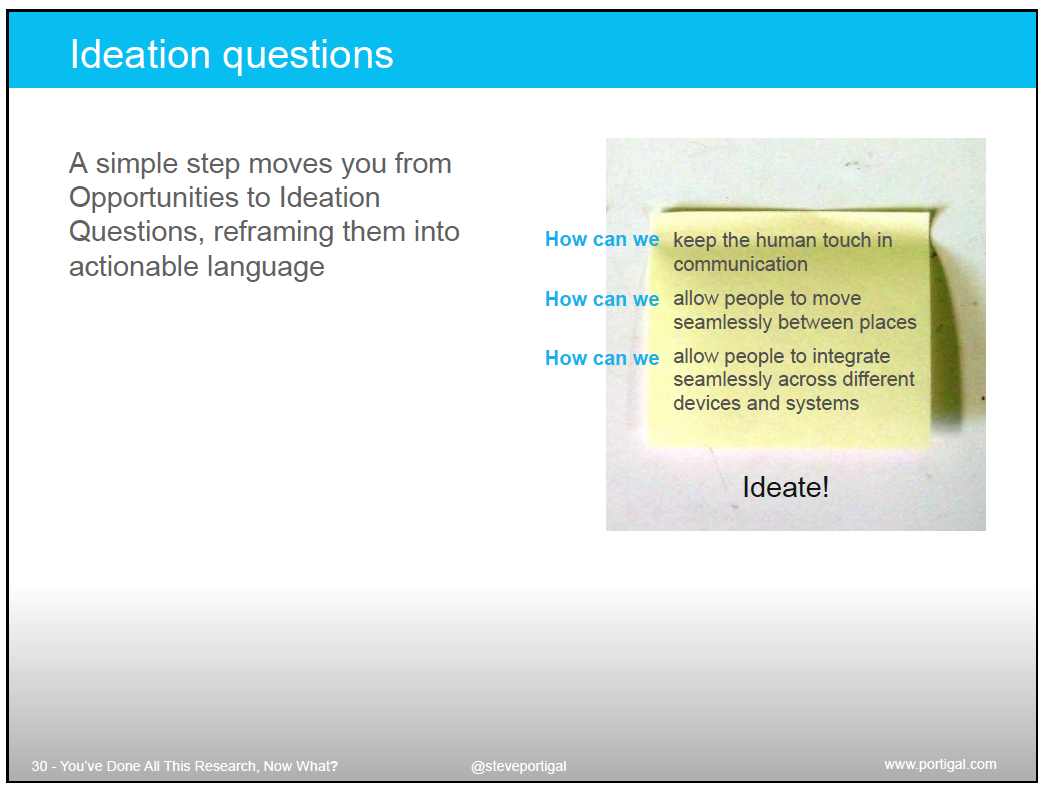 Ideation questions
A simple step moves you from
Opportunities to Ideation
Questions, reframing them into
actionable language
How can we keep the human touch in
communication
How can we allow people to move
seamlessly between places
How can we allow people to integrate
seamlessly across different
devices and systems
Ideate!
30 - You've Done All This Research, Now What?
@steveportigal
www.portigal.com